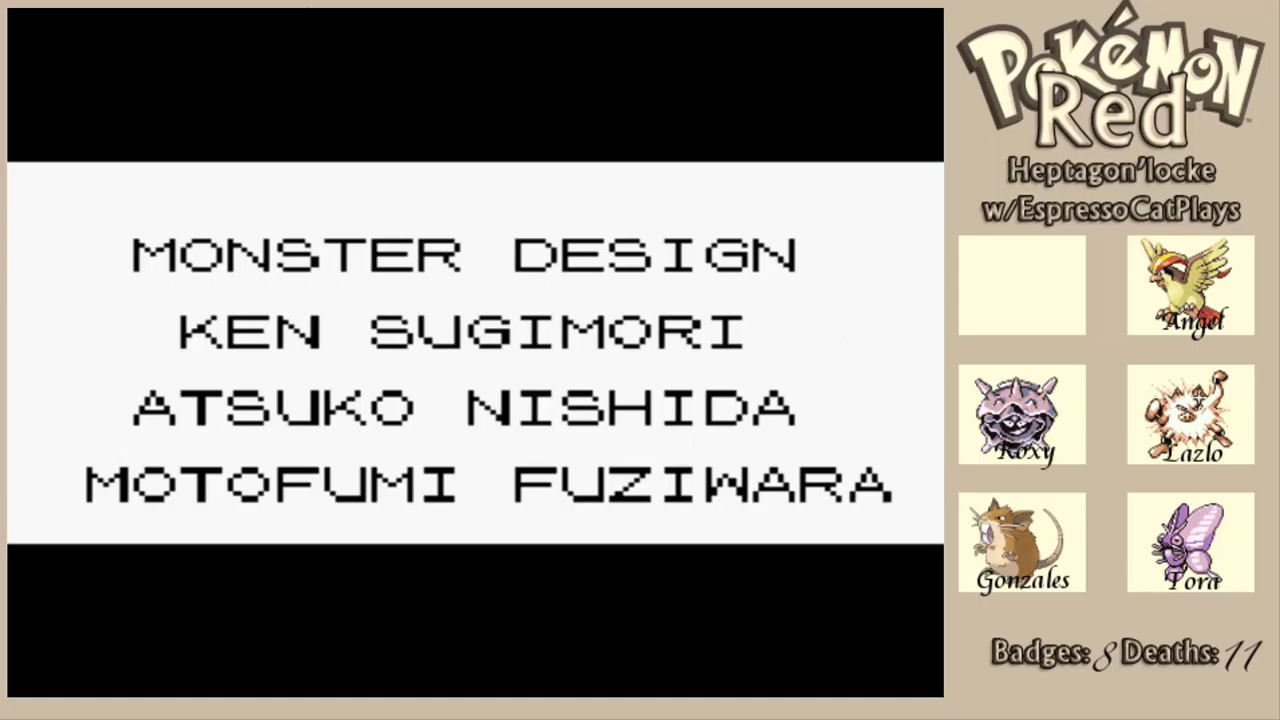 MONSTER DESIGN
KEN SUGIMORI
ATSUKO NISHIDA
MOTOFUMI FUZIWARA
POKéMON
Red
Heptagon'locke
w/EspressoCatPlays
Angel
Roxy
Lazlo
Gonzales
Tora
Badges: 8 Deaths: 11